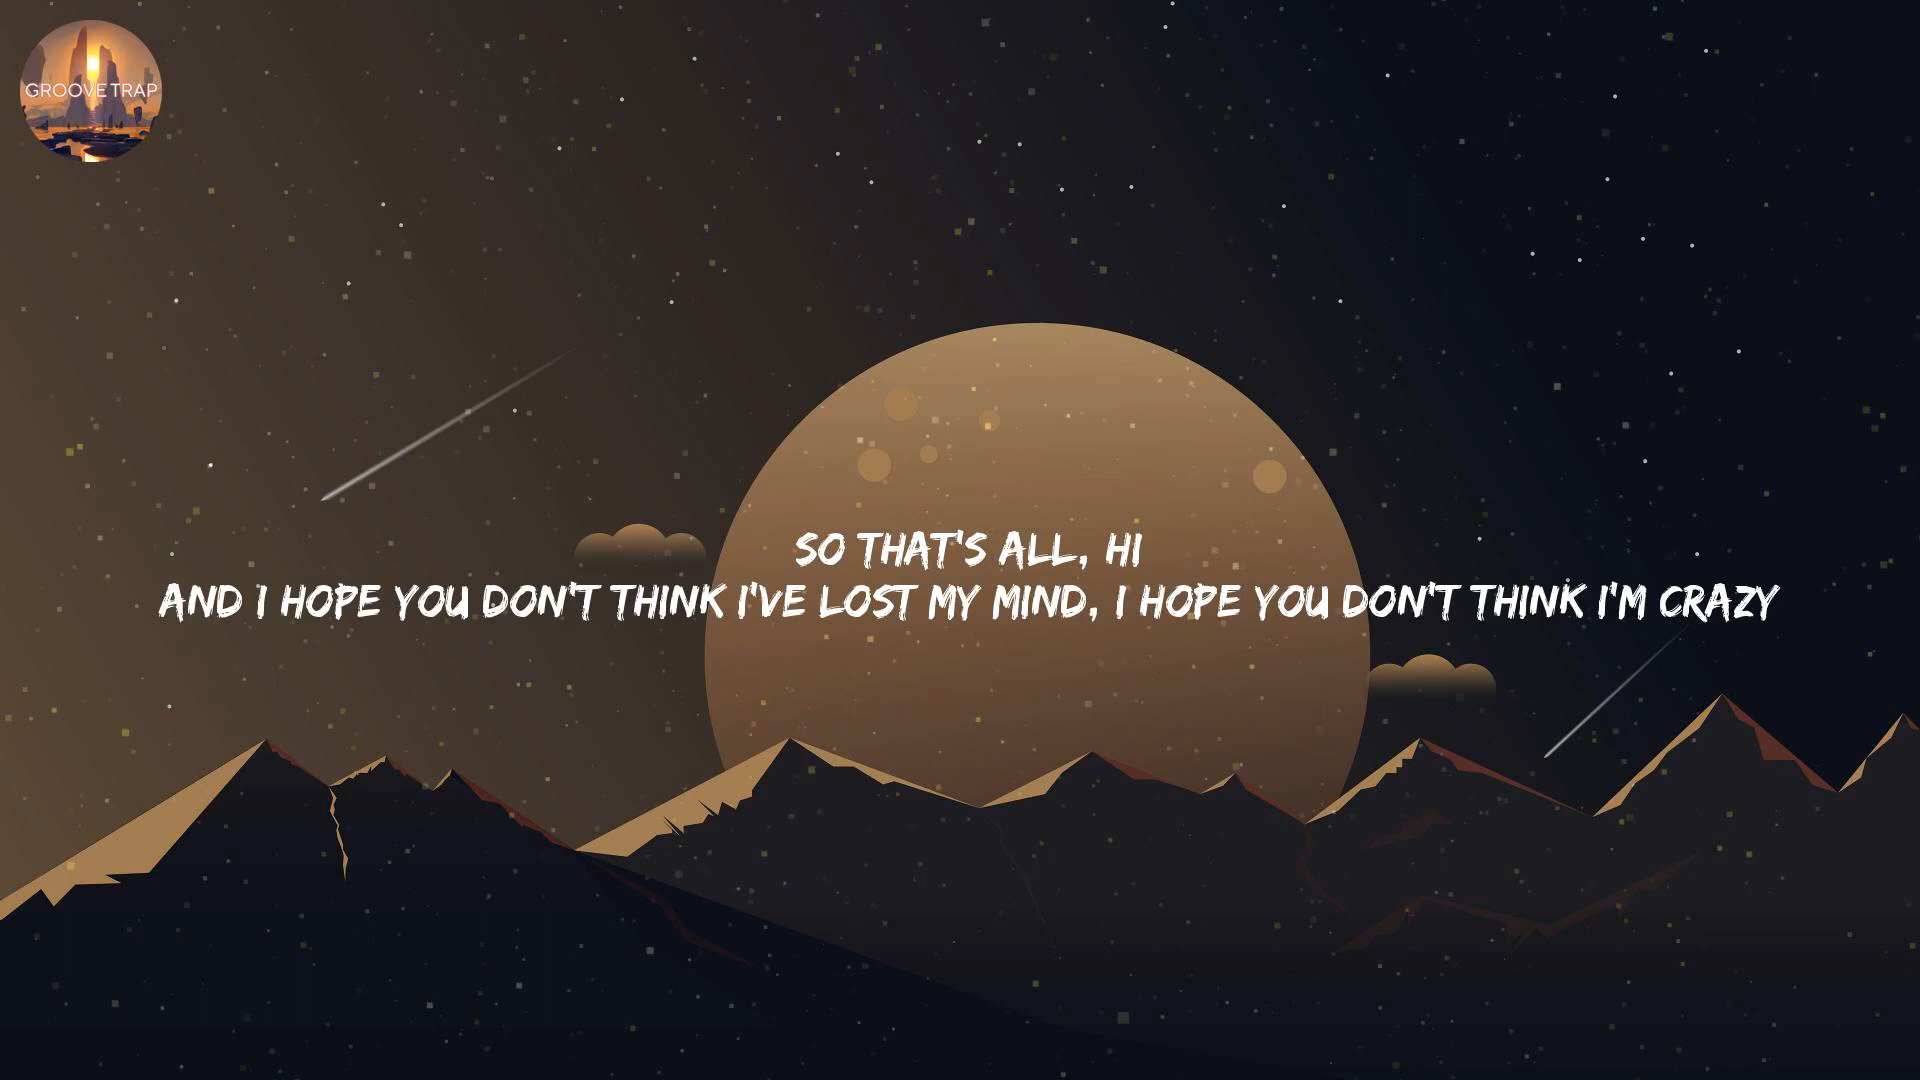 GROOVE TRAP
SO THAT'S ALL, HI
AND I HOPE YOU DON'T THINK I'VE LOST MY MIND, I HOPE YOU DON'T THINK I'M CRAZY